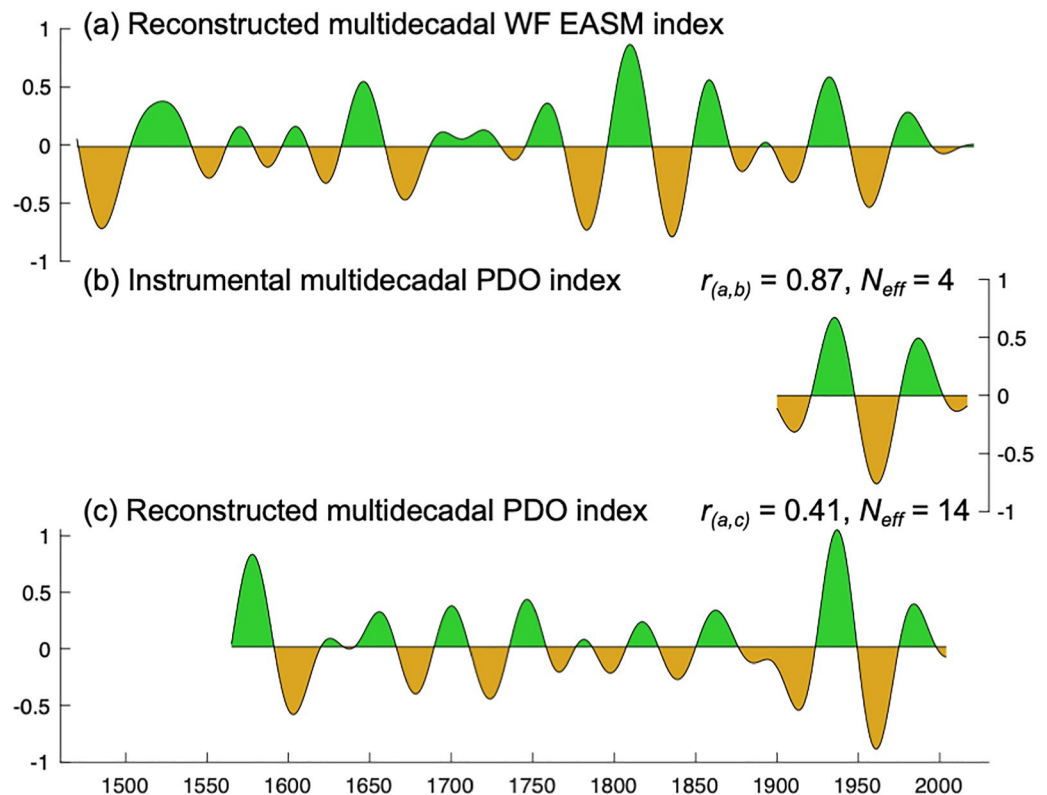 (a) Reconstructed multidecadal WF EASM index
1
0.5
0
-0.5
-1
(b) Instrumental multidecadal PDO index
r(a,b) = 0.87, Neff = 4
1
0.5
0
-0.5
-1
(c) Reconstructed multidecadal PDO index
r(a,c) = 0.41, Neff = 14
1
0.5
0
-0.5
-1
1500 1550 1600 1650 1700 1750 1800 1850 1900 1950 2000